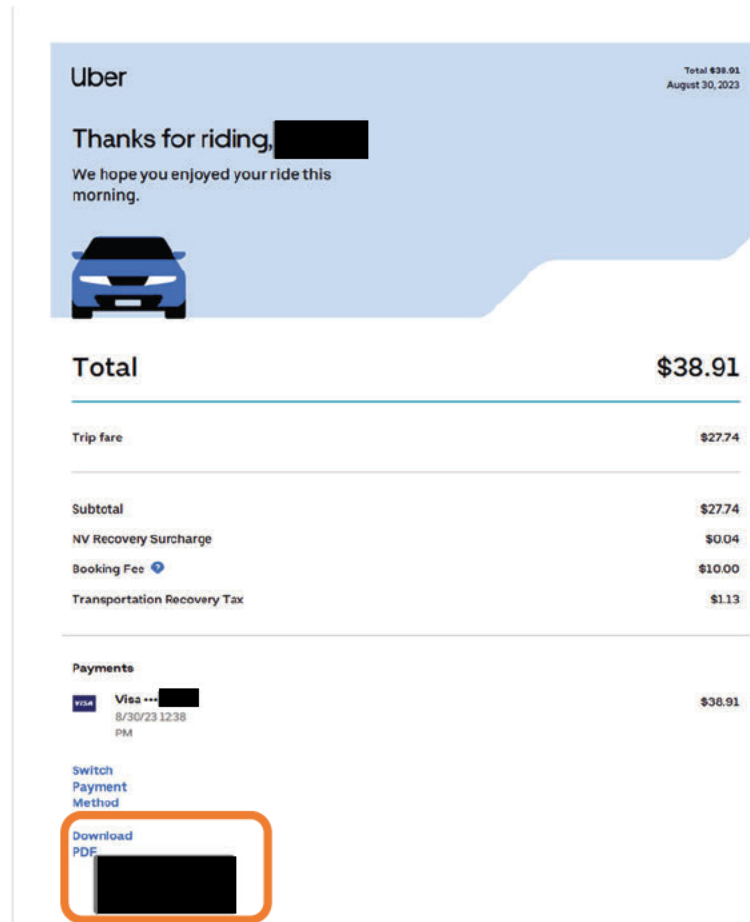 Uber
Total $38.91
August 30, 2023
Thanks for riding,
We hope you enjoyed your ride this
morning.
Total $38.91
Trip fare $27.74
Subtotal $27.74
NV Recovery Surcharge $0.04
Booking Fee ? $10.00
Transportation Recovery Tax $1.13
Payments
VISA Visa ••• $38.91
8/30/23 12:38
PM
Switch
Payment
Method
Download
PDF